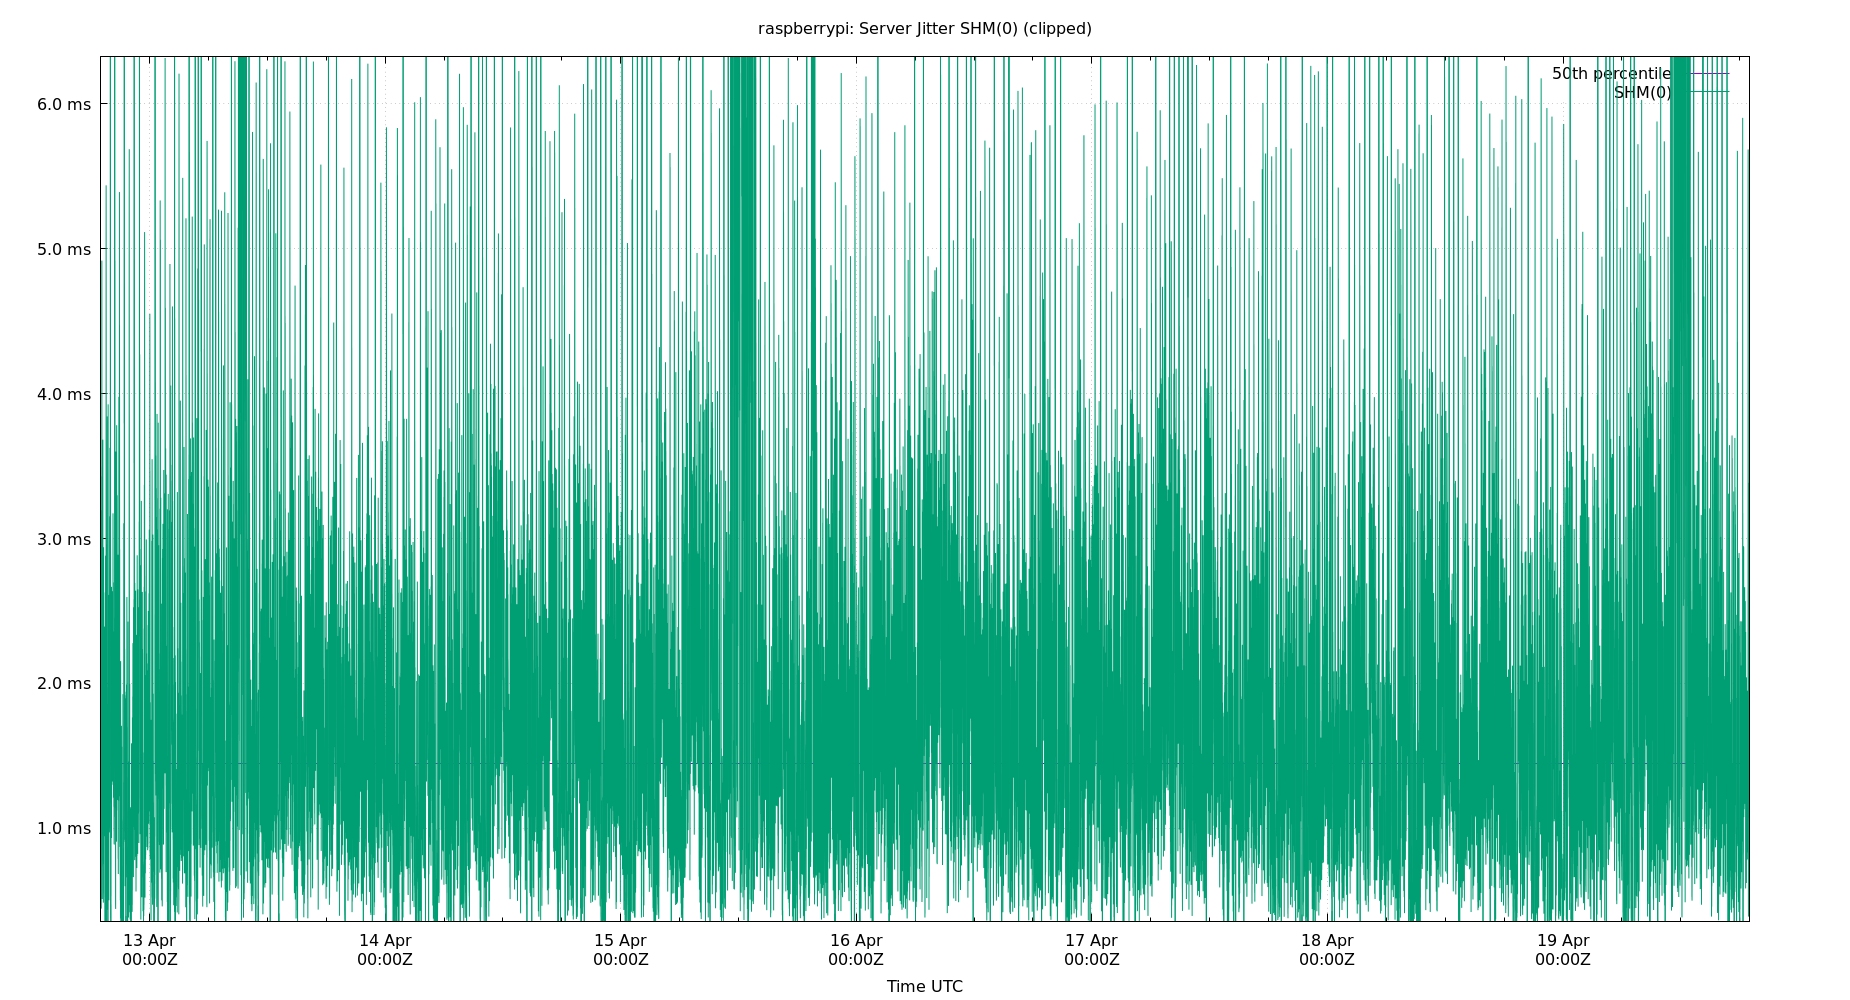 raspberrypi: Server Jitter SHM(0) (clipped)
50th percentile
SHM(0)
6.0 ms
5.0 ms
4.0 ms
3.0 ms
2.0 ms
1.0 ms
13 Apr
00:00Z
14 Apr
00:00Z
15 Apr
00:00Z
16 Apr
00:00Z
17 Apr
00:00Z
18 Apr
00:00Z
19 Apr
00:00Z
Time UTC